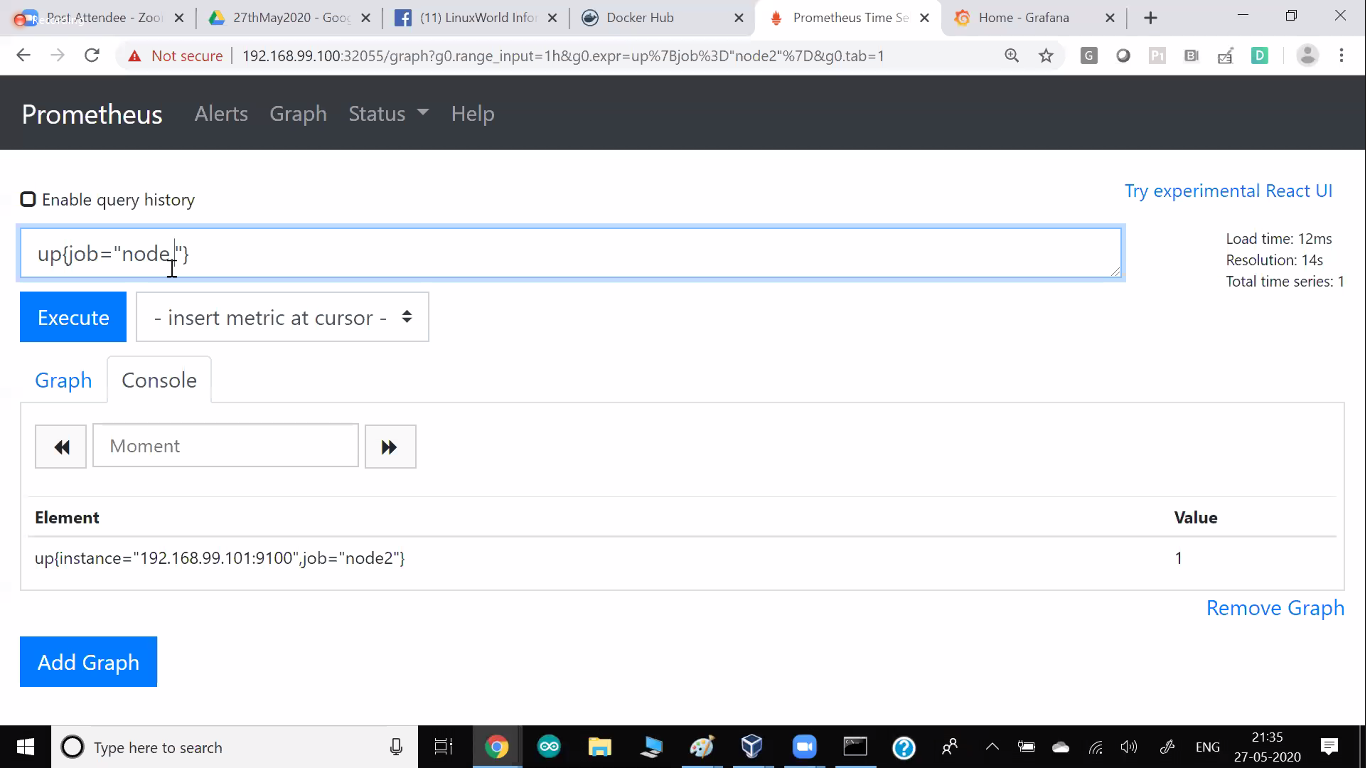 Post Attendee - Zoo
27thMay2020 - Goo
(11) LinuxWorld Info
Docker Hub
Prometheus Time Se
Home - Grafana
Not secure
192.168.99.100:32055/graph?g0.range_input=1h&g0.expr=up%7Bjob%3D"node2"%7D&g0.tab=1
Prometheus Alerts Graph Status Help
Enable query history
Try experimental React UI
up{job="node"}
Load time: 12ms
Resolution: 14s
Total time series: 1
Execute
- insert metric at cursor -
Graph
Console
Moment
Element Value
up{instance="192.168.99.101:9100",job="node2"} 1
Remove Graph
Add Graph
Type here to search
ENG
21:35
27-05-2020